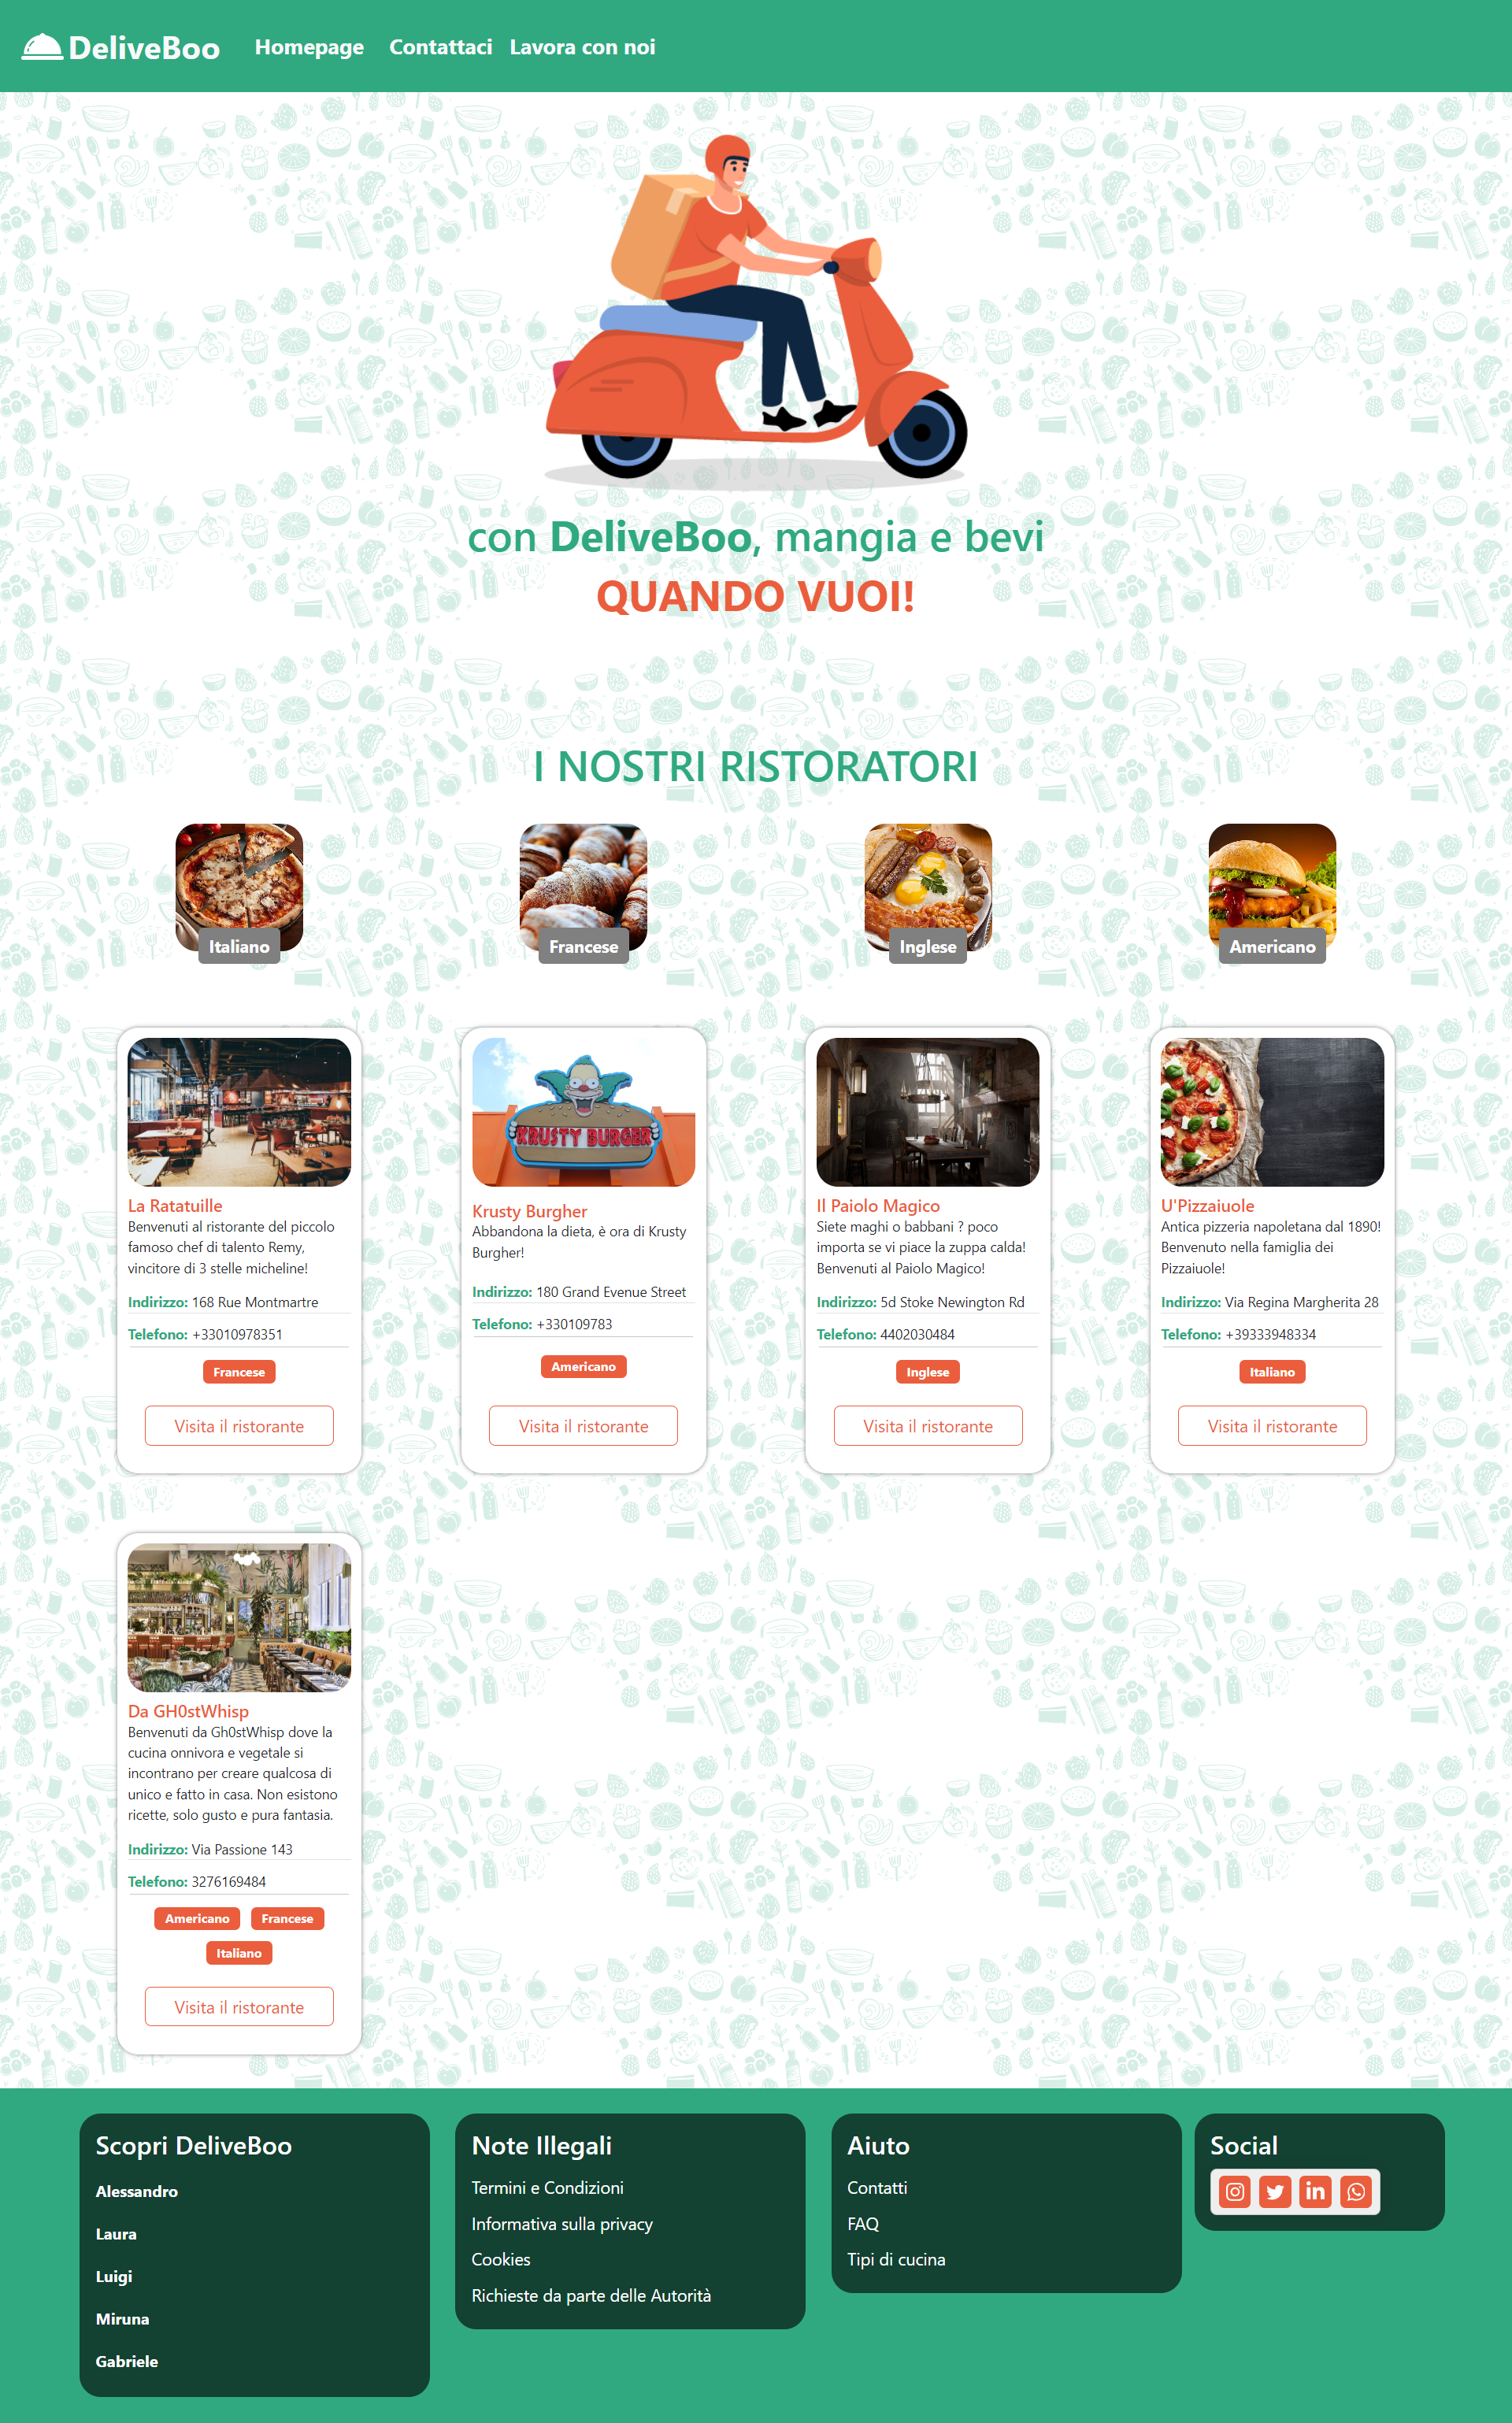 DeliveBoo
Homepage
Contattaci
Lavora con noi
con DeliveBoo, mangia e bevi
QUANDO VUOI!
I NOSTRI RISTORATORI
Italiano
Francese
Inglese
Americano
La Ratatuille
Benvenuti al ristorante del piccolo
famoso chef di talento Remy,
vincitore di 3 stelle micheline!
Indirizzo: 168 Rue Montmartre
Telefono: +33010978351
Francese
Visita il ristorante
KRUSTY BURGER
Krusty Burgher
Abbandona la dieta, è ora di Krusty
Burgher!
Indirizzo: 180 Grand Evenue Street
Telefono: +330109783
Americano
Visita il ristorante
Il Paiolo Magico
Siete maghi o babbani ? poco
importa se vi piace la zuppa calda!
Benvenuti al Paiolo Magico!
Indirizzo: 5d Stoke Newington Rd
Telefono: 4402030484
Inglese
Visita il ristorante
U'Pizzaiuole
Antica pizzeria napoletana dal 1890!
Benvenuto nella famiglia dei
Pizzaiuole!
Indirizzo: Via Regina Margherita 28
Telefono: +39333948334
Italiano
Visita il ristorante
Da GH0stWhisp
Benvenuti da Gh0stWhisp dove la
cucina onnivora e vegetale si
incontrano per creare qualcosa di
unico e fatto in casa. Non esistono
ricette, solo gusto e pura fantasia.
Indirizzo: Via Passione 143
Telefono: 3276169484
Americano
Francese
Italiano
Visita il ristorante
Scopri DeliveBoo
Alessandro
Laura
Luigi
Miruna
Gabriele
Note Illegali
Termini e Condizioni
Informativa sulla privacy
Cookies
Richieste da parte delle Autorità
Aiuto
Contatti
FAQ
Tipi di cucina
Social